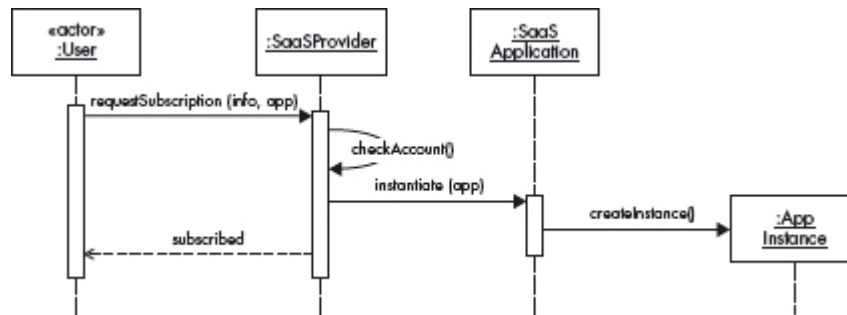 «actor»
:User
:SaaSProvider
:SaaS
Application
requestSubscription (info, app)
checkAccount()
instantiate (app)
createInstance()
:App
Instance
subscribed